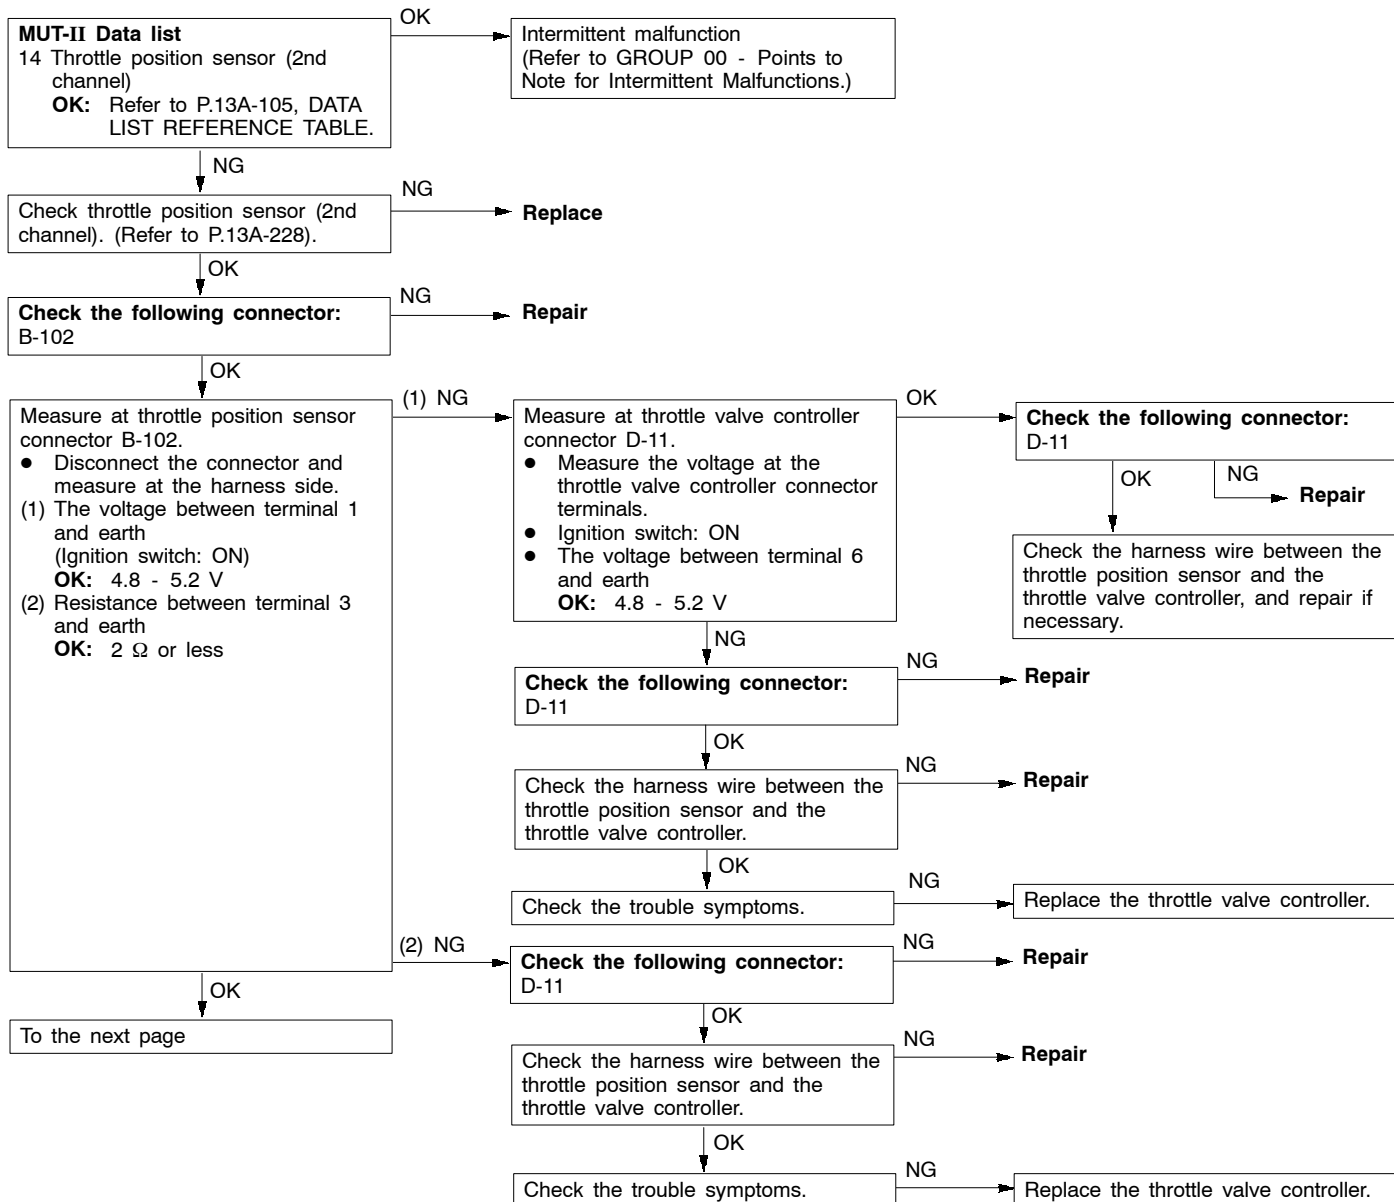 MUT-II Data list
14 Throttle position sensor (2nd
channel)
OK: Refer to P.13A-105, DATA
LIST REFERENCE TABLE.
OK
Intermittent malfunction
(Refer to GROUP 00 - Points to
Note for Intermittent Malfunctions.)
NG
Check throttle position sensor (2nd
channel). (Refer to P.13A-228).
NG
Replace
OK
Check the following connector:
B-102
NG
Repair
OK
Measure at throttle position sensor
connector B-102.
● Disconnect the connector and
measure at the harness side.
(1) The voltage between terminal 1
and earth
(Ignition switch: ON)
OK: 4.8 - 5.2 V
(2) Resistance between terminal 3
and earth
OK: 2 Ω or less
(1) NG
Measure at throttle valve controller
connector D-11.
● Measure the voltage at the
throttle valve controller connector
terminals.
● Ignition switch: ON
● The voltage between terminal 6
and earth
OK: 4.8 - 5.2 V
OK
Check the following connector:
D-11
OK
NG
Repair
Check the harness wire between the
throttle position sensor and the
throttle valve controller, and repair if
necessary.
NG
Check the following connector:
D-11
NG
Repair
OK
Check the harness wire between the
throttle position sensor and the
throttle valve controller.
NG
Repair
OK
Check the trouble symptoms.
NG
Replace the throttle valve controller.
(2) NG
Check the following connector:
D-11
NG
Repair
OK
Check the harness wire between the
throttle position sensor and the
throttle valve controller.
NG
Repair
OK
Check the trouble symptoms.
NG
Replace the throttle valve controller.
OK
To the next page